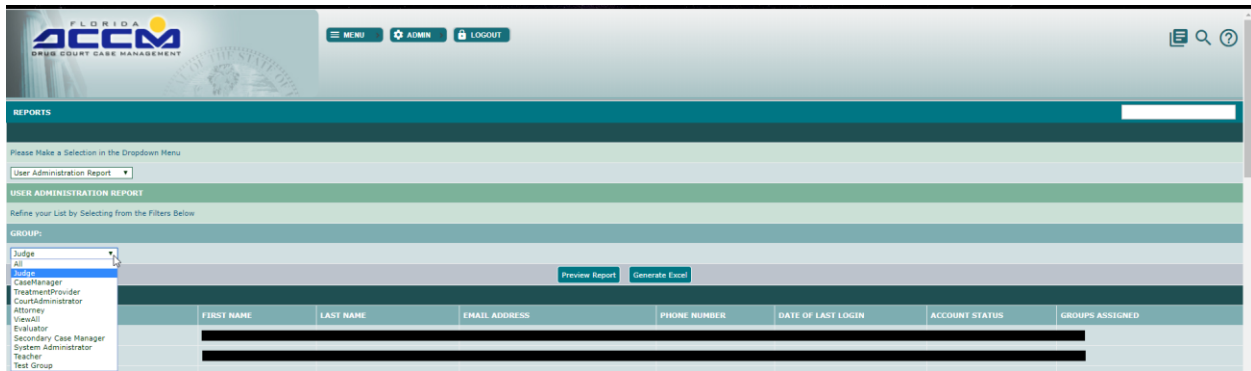 FLORIDA
DCCM
DRUG COURT CASE MANAGEMENT
MENU ADMIN LOGOUT
REPORTS
Please Make a Selection in the Dropdown Menu
User Administration Report
USER ADMINISTRATION REPORT
Refine your List by Selecting from the Filters Below
GROUP:
Judge
All
Judge
CaseManager
TreatmentProvider
CourtAdministrator
Attorney
ViewAll
Evaluator
Secondary Case Manager
System Administrator
Teacher
Test Group
Preview Report Generate Excel
FIRST NAME LAST NAME EMAIL ADDRESS PHONE NUMBER DATE OF LAST LOGIN ACCOUNT STATUS GROUPS ASSIGNED